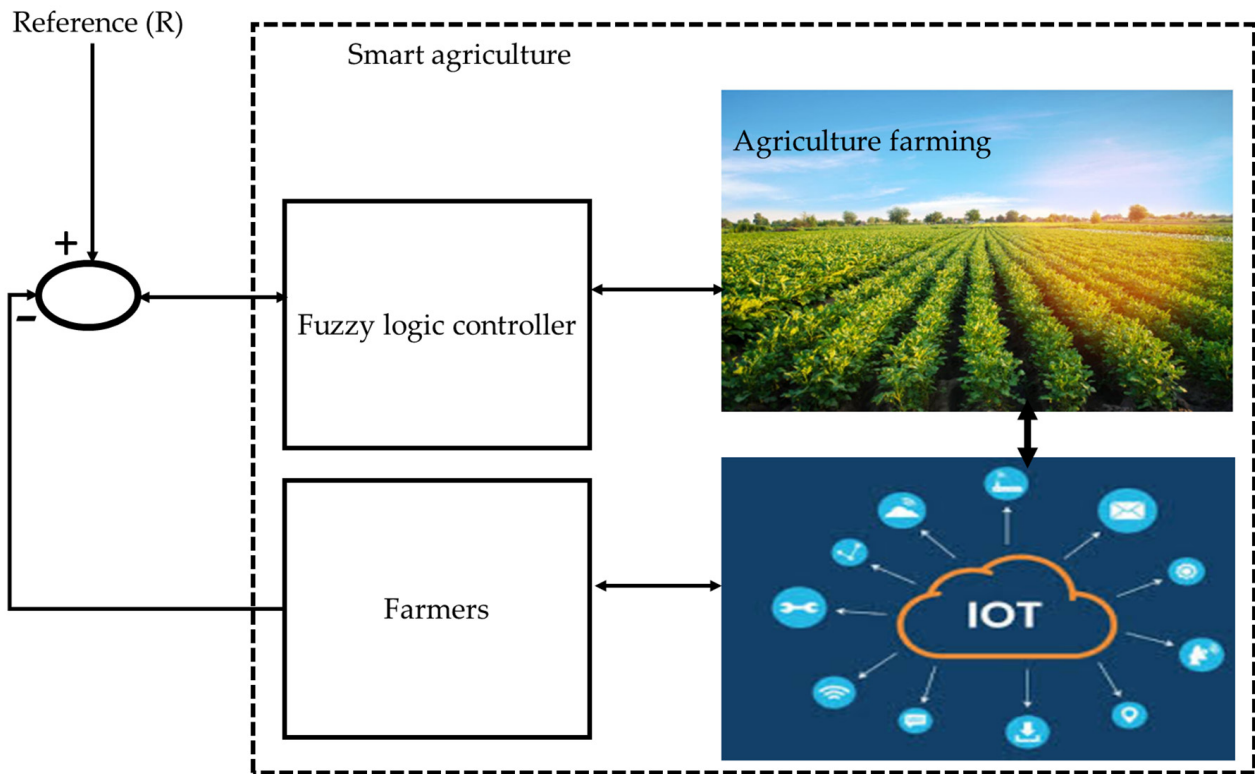 Reference (R)
Smart agriculture
Agriculture farming
+
−
Fuzzy logic controller
Farmers
IOT